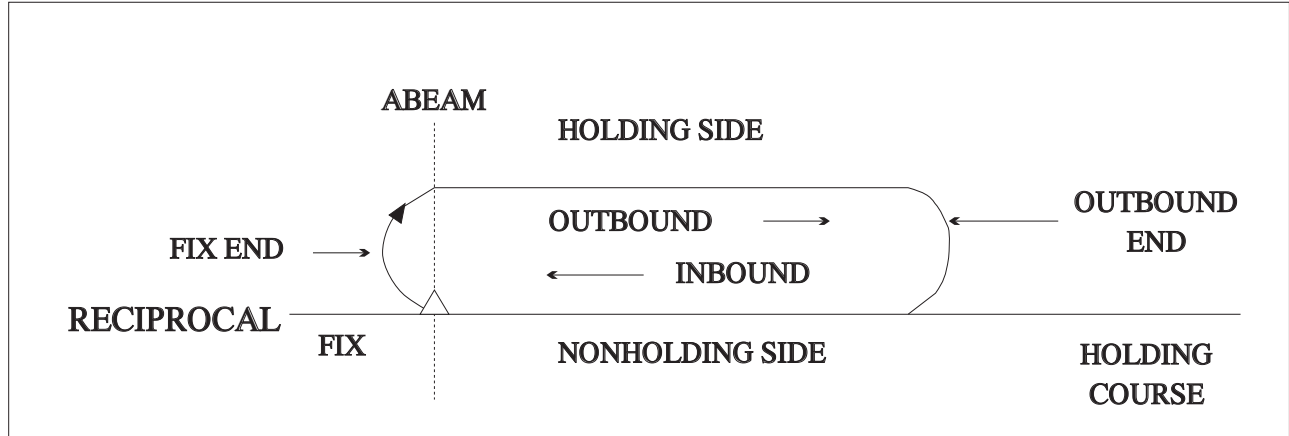 ABEAM
HOLDING SIDE
OUTBOUND
OUTBOUND
END
FIX END
INBOUND
RECIPROCAL
FIX
NONHOLDING SIDE
HOLDING
COURSE